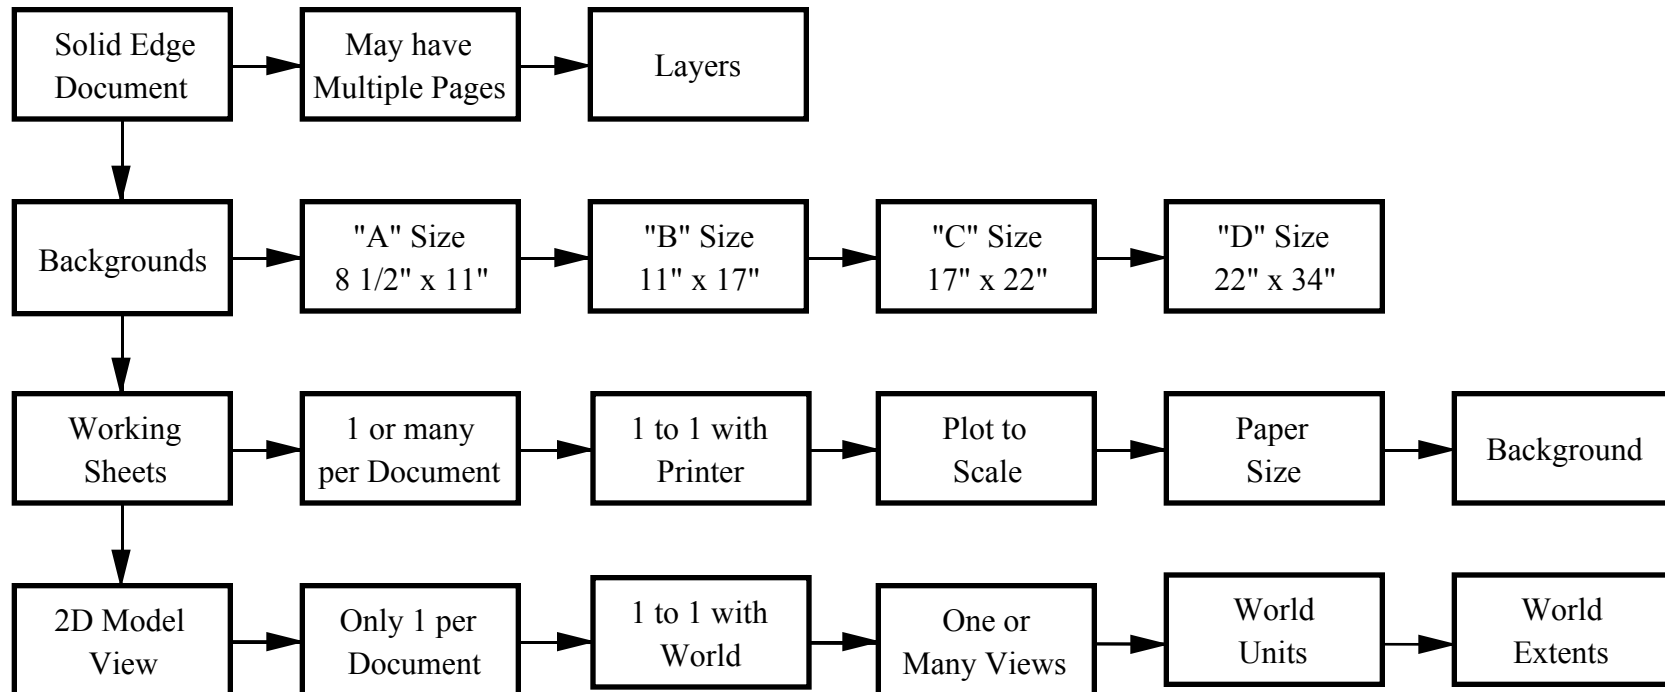 Solid Edge
Document
May have
Multiple Pages
Layers
Backgrounds
"A" Size
8 1/2" x 11"
"B" Size
11" x 17"
"C" Size
17" x 22"
"D" Size
22" x 34"
Working
Sheets
1 or many
per Document
1 to 1 with
Printer
Plot to
Scale
Paper
Size
Background
2D Model
View
Only 1 per
Document
1 to 1 with
World
One or
Many Views
World
Units
World
Extents